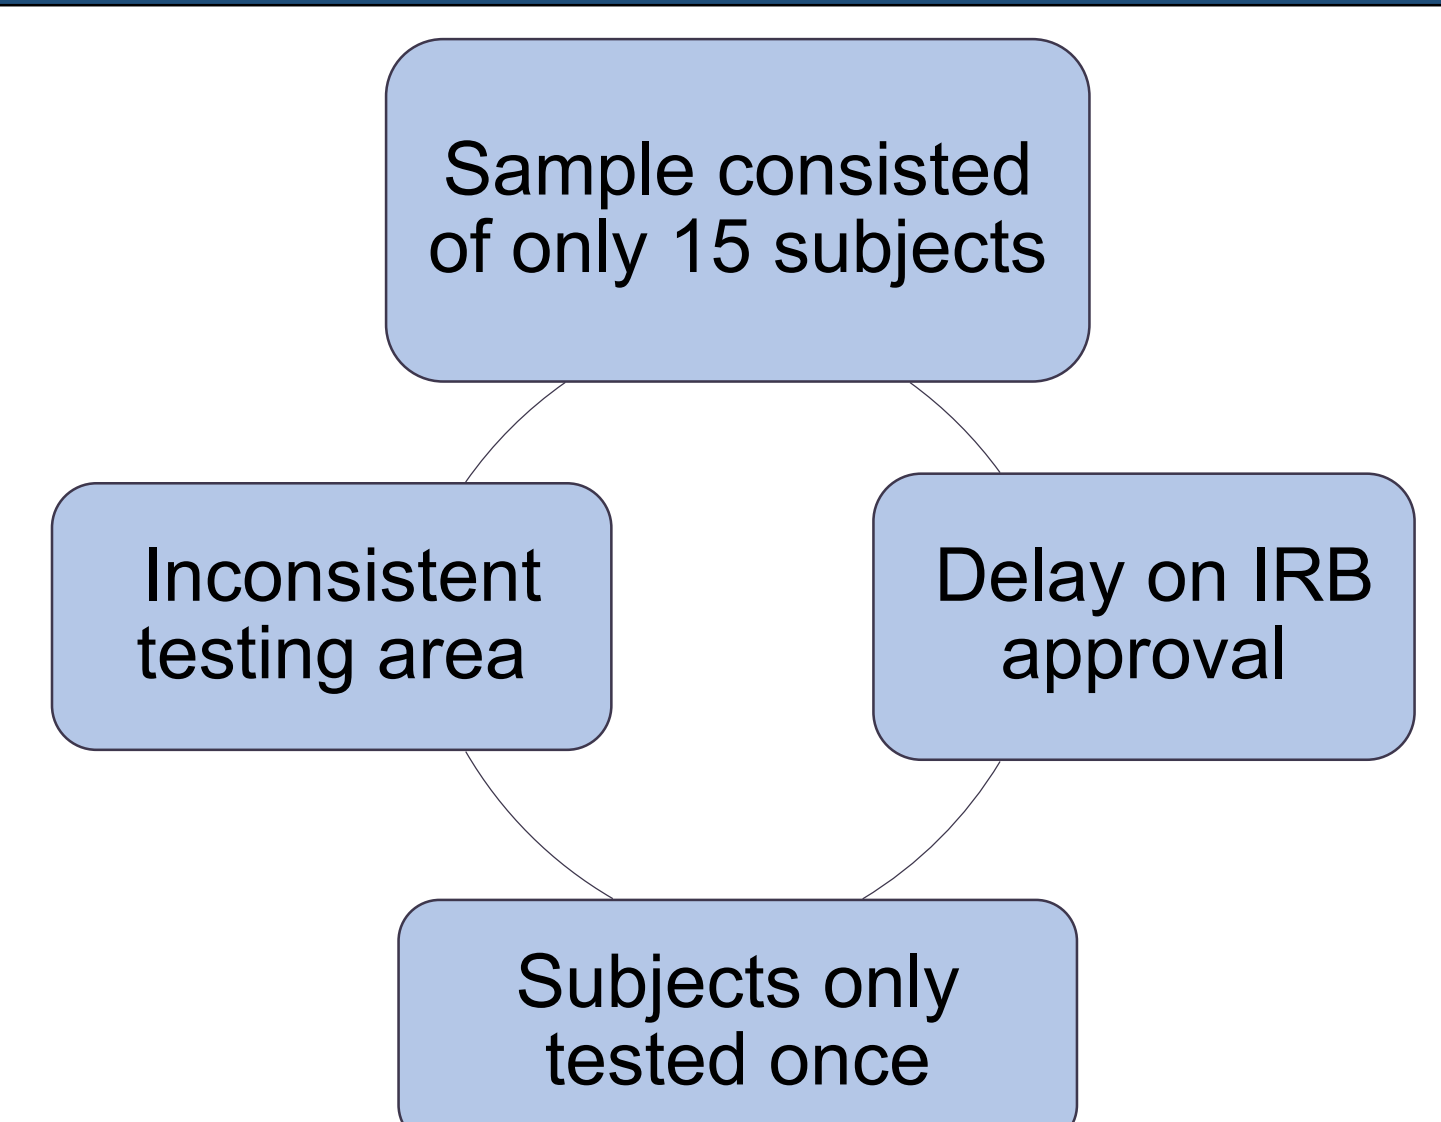 Sample consisted
of only 15 subjects
Inconsistent
testing area
Delay on IRB
approval
Subjects only
tested once